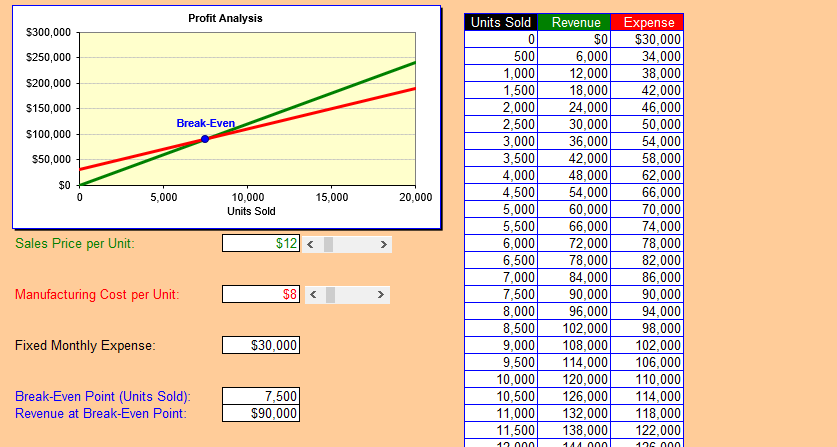 Profit Analysis
$300,000
$250,000
$200,000
$150,000
$100,000
$50,000
$0
Break-Even
0 5,000 10,000 15,000 20,000
Units Sold
Sales Price per Unit: $12
Manufacturing Cost per Unit: $8
Fixed Monthly Expense: $30,000
Break-Even Point (Units Sold): 7,500
Revenue at Break-Even Point: $90,000
Units Sold Revenue Expense
0 $0 $30,000
500 6,000 34,000
1,000 12,000 38,000
1,500 18,000 42,000
2,000 24,000 46,000
2,500 30,000 50,000
3,000 36,000 54,000
3,500 42,000 58,000
4,000 48,000 62,000
4,500 54,000 66,000
5,000 60,000 70,000
5,500 66,000 74,000
6,000 72,000 78,000
6,500 78,000 82,000
7,000 84,000 86,000
7,500 90,000 90,000
8,000 96,000 94,000
8,500 102,000 98,000
9,000 108,000 102,000
9,500 114,000 106,000
10,000 120,000 110,000
10,500 126,000 114,000
11,000 132,000 118,000
11,500 138,000 122,000
12,000 144,000 126,000